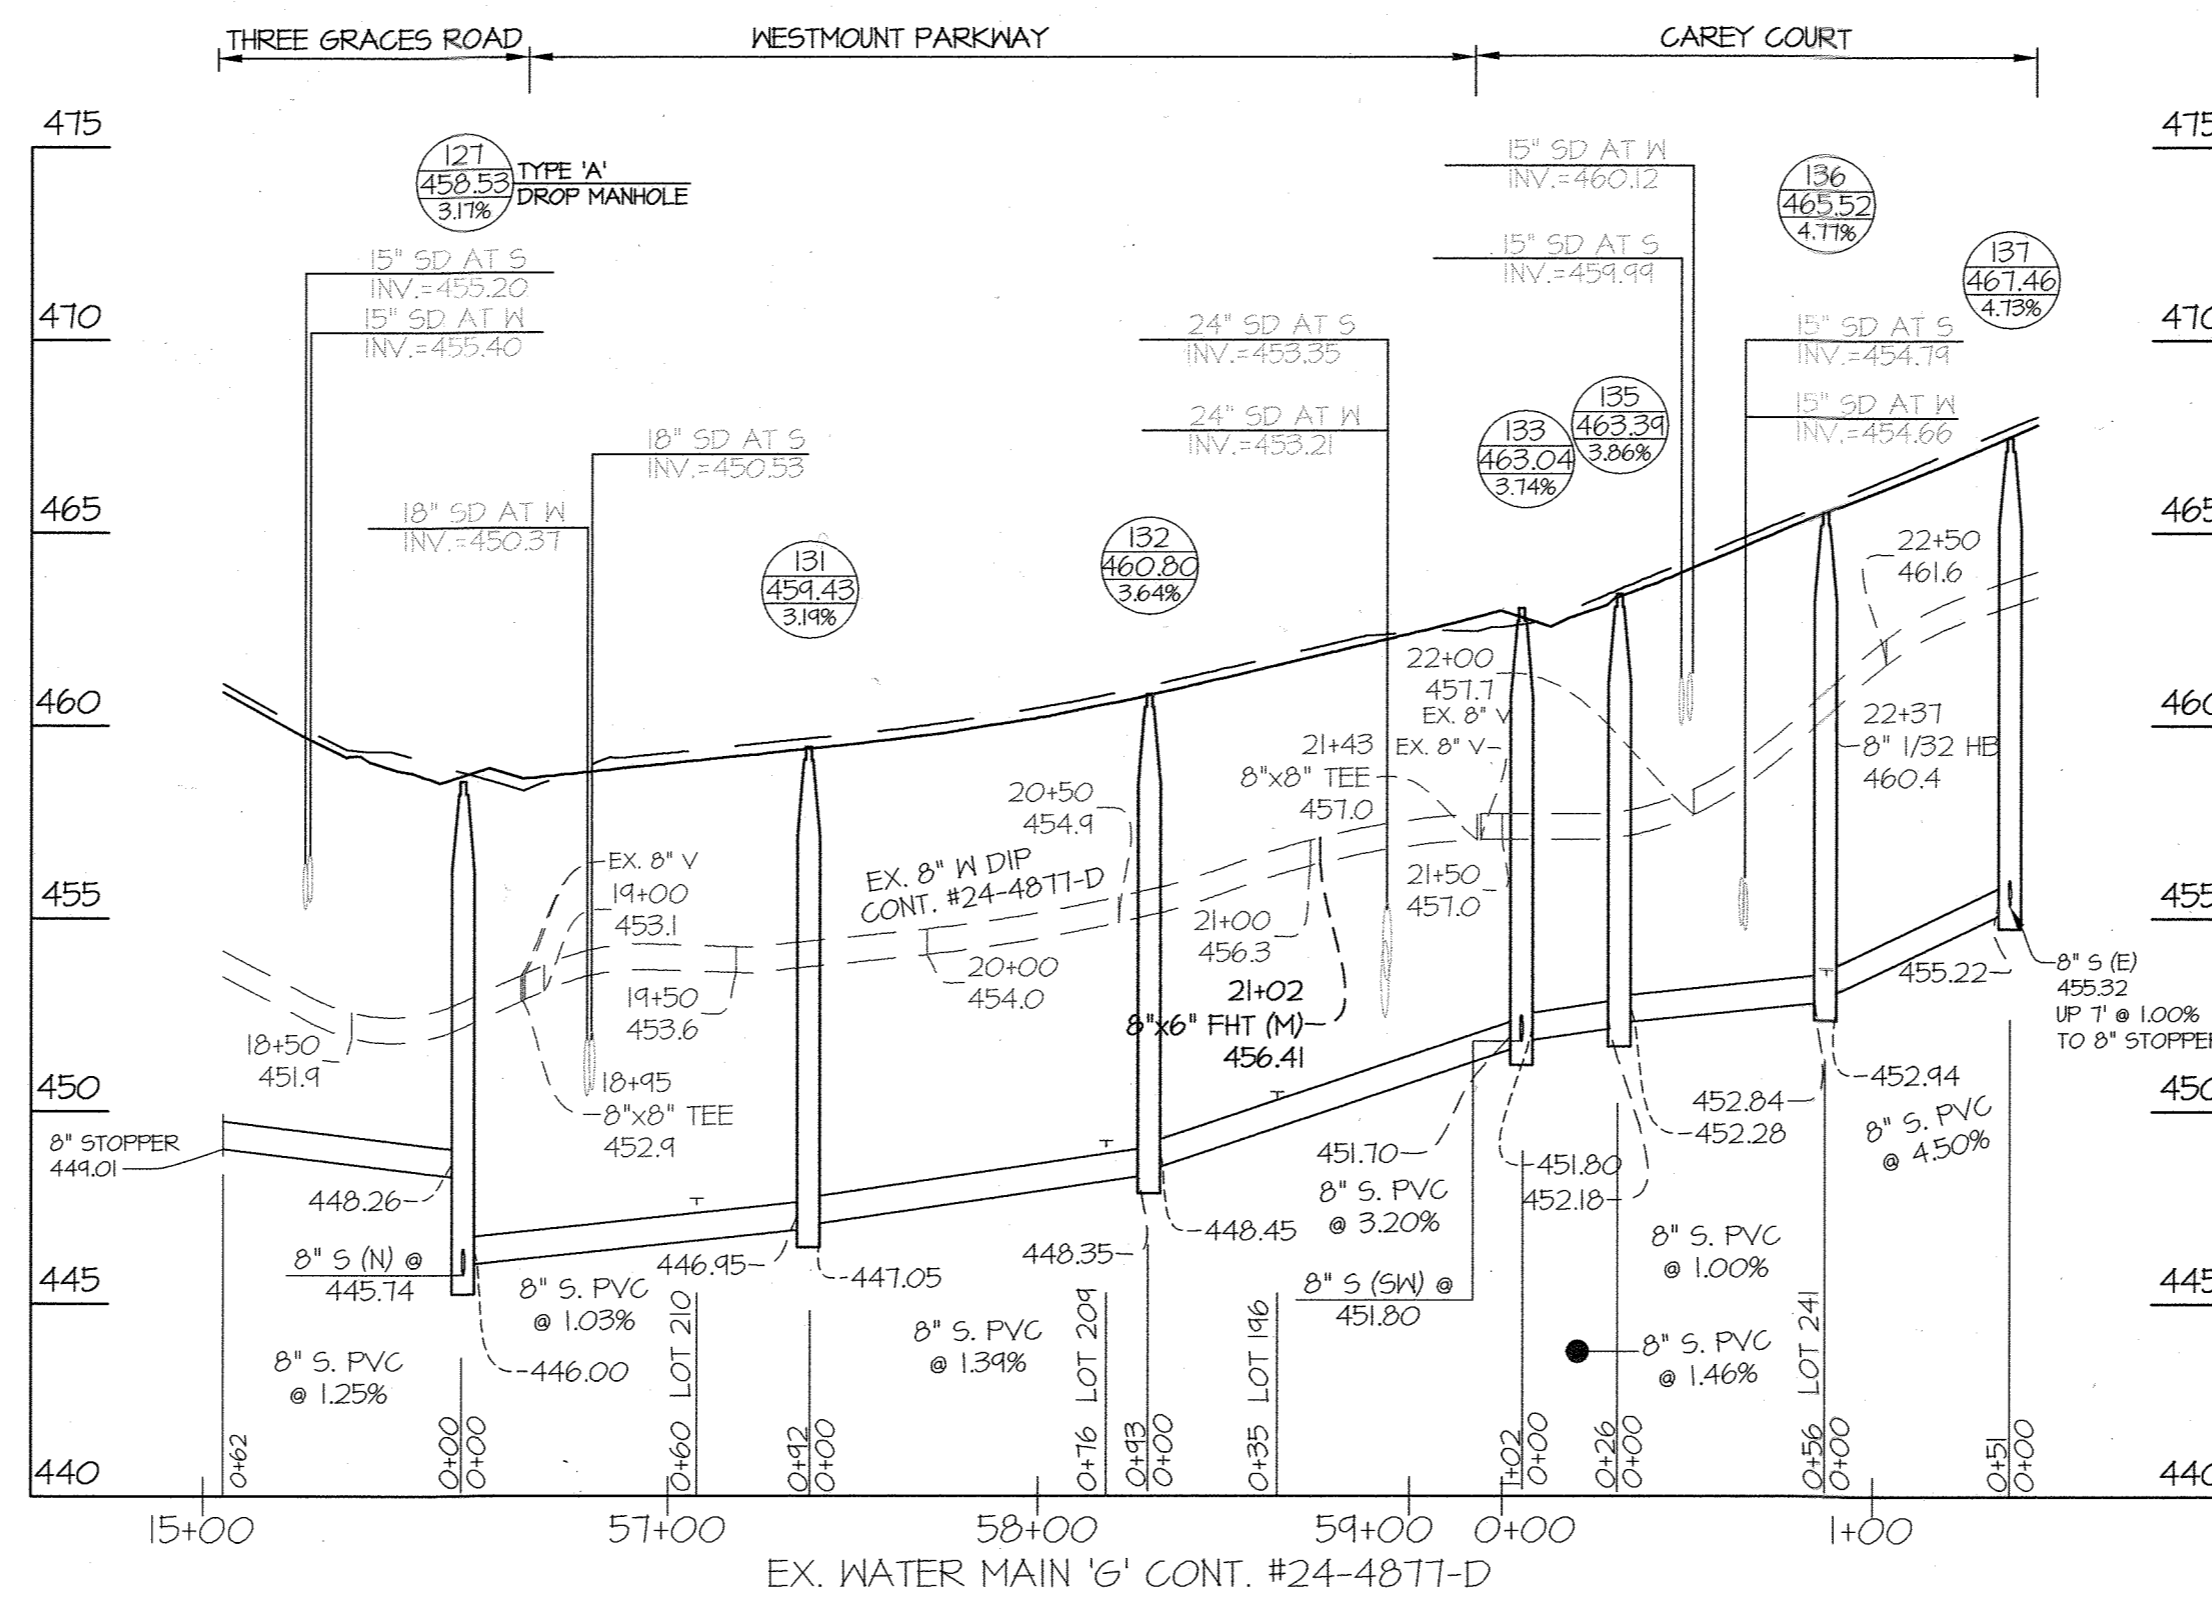 THREE GRACES ROAD
WESTMOUNT PARKWAY
CAREY COURT
475
475
127
458.53
3.17%
TYPE 'A'
DROP MANHOLE
15" SD AT W
INV.=460.12
136
465.52
4.77%
15" SD AT S
INV.=455.20
15" SD AT S
INV.=459.99
137
467.46
4.73%
470
470
15" SD AT W
INV.=455.40
24" SD AT S
INV.=453.35
15" SD AT S
INV.=454.79
135
463.39
3.86%
24" SD AT W
INV.=453.21
133
463.04
3.74%
15" SD AT W
INV.=454.66
18" SD AT S
INV.=450.53
465
465
18" SD AT W
INV.=450.37
131
459.43
3.19%
132
460.80
3.64%
22+50
461.6
460
460
22+00
457.7
EX. 8" V
EX. 8" V
22+37
8" 1/32 HB
460.4
21+43
8"x8" TEE
457.0
20+50
454.9
EX. 8" V
19+00
453.1
EX. 8" W DIP
CONT. #24-4877-D
21+50
457.0
455
455
21+00
456.3
20+00
454.0
19+50
453.6
21+02
8"x6" FHT (M)
456.41
455.22
8" S (E)
455.32
UP 7' @ 1.00%
TO 8" STOPPER
18+50
451.9
450
450
18+95
8"x8" TEE
452.9
452.94
452.84
452.28
8" STOPPER
449.01
451.70
451.80
452.18
8" S. PVC
@ 4.50%
448.26
8" S. PVC
@ 3.20%
448.45
448.35
8" S (N) @
445.74
446.95
447.05
8" S. PVC
@ 1.00%
445
445
8" S. PVC
@ 1.03%
8" S (SW) @
451.80
8" S. PVC
@ 1.39%
8" S. PVC
@ 1.46%
8" S. PVC
@ 1.25%
446.00
440
440
0+62
0+00
0+00
0+60 LOT 210
0+92
0+00
0+76 LOT 209
0+93
0+00
0+35 LOT 196
1+02
0+00
0+26
0+00
0+56 LOT 241
0+00
0+51
0+00
15+00
57+00
58+00
59+00
0+00
1+00
EX. WATER MAIN 'G' CONT. #24-4877-D